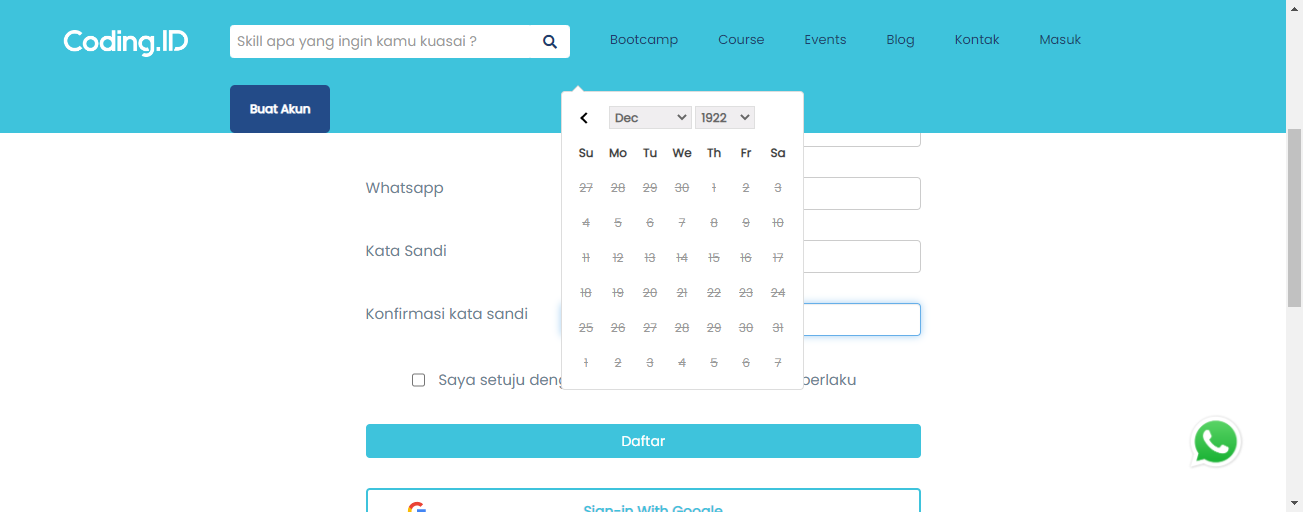 Coding.ID
Skill apa yang ingin kamu kuasai ?
Bootcamp
Course
Events
Blog
Kontak
Masuk
Buat Akun
Dec
1922
Su Mo Tu We Th Fr Sa
27 28 29 30 1 2 3
4 5 6 7 8 9 10
11 12 13 14 15 16 17
18 19 20 21 22 23 24
25 26 27 28 29 30 31
1 2 3 4 5 6 7
Whatsapp
Kata Sandi
Konfirmasi kata sandi
Saya setuju berlaku
Daftar
Sign-in With Google